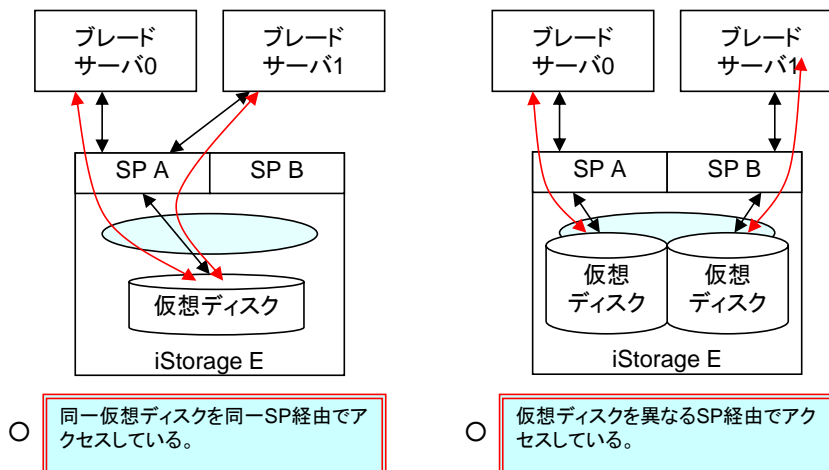 ブレード
サーバ0
ブレード
サーバ1
SP A
SP B
仮想ディスク
iStorage E
○
同一仮想ディスクを同一SP経由でア
クセスしている。
ブレード
サーバ0
ブレード
サーバ1
SP A
SP B
仮想
ディスク
仮想
ディスク
iStorage E
○
仮想ディスクを異なるSP経由でアク
セスしている。